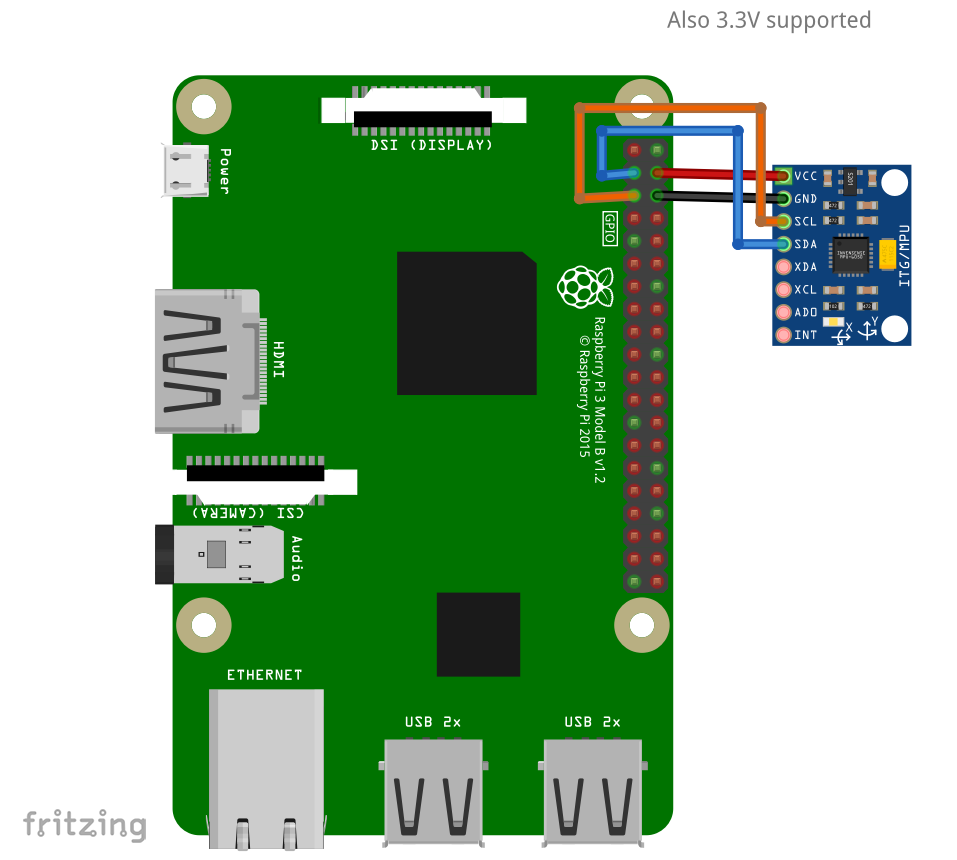 Also 3.3V supported
DSI (DISPLAY)
Power
VCC
GND
SCL
SDA
XDA
XCL
ADO
INT
ITG/MPU
X
Y
GPIO
HDMI
Raspberry Pi 3 Model B v1.2
© Raspberry Pi 2015
CSI (CAMERA)
Audio
ETHERNET
USB 2x
USB 2x
fritzing